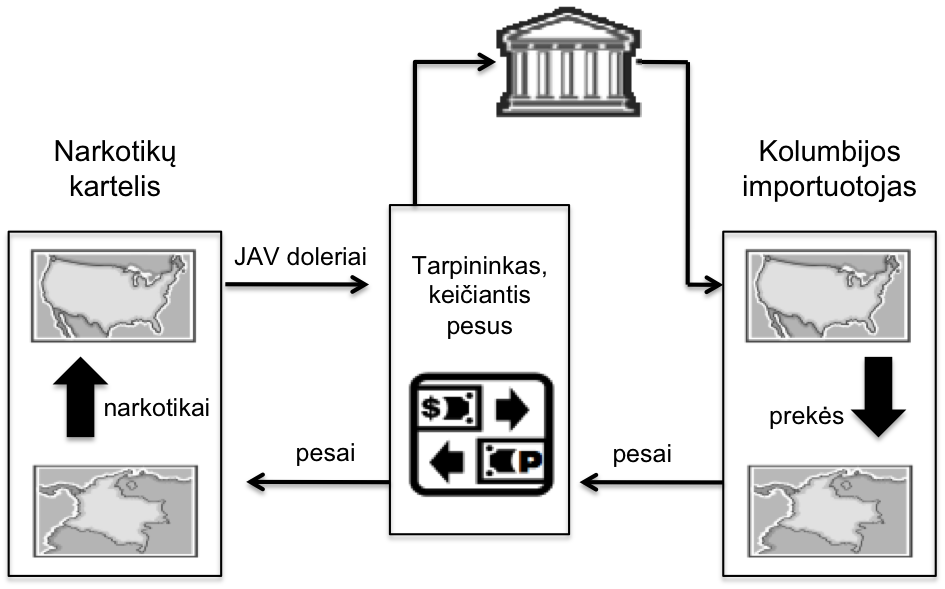 Narkotikų
kartelis
Kolumbijos
importuotojas
JAV doleriai
Tarpininkas,
keičiantis
pesus
narkotikai
prekės
$
P
pesai
pesai